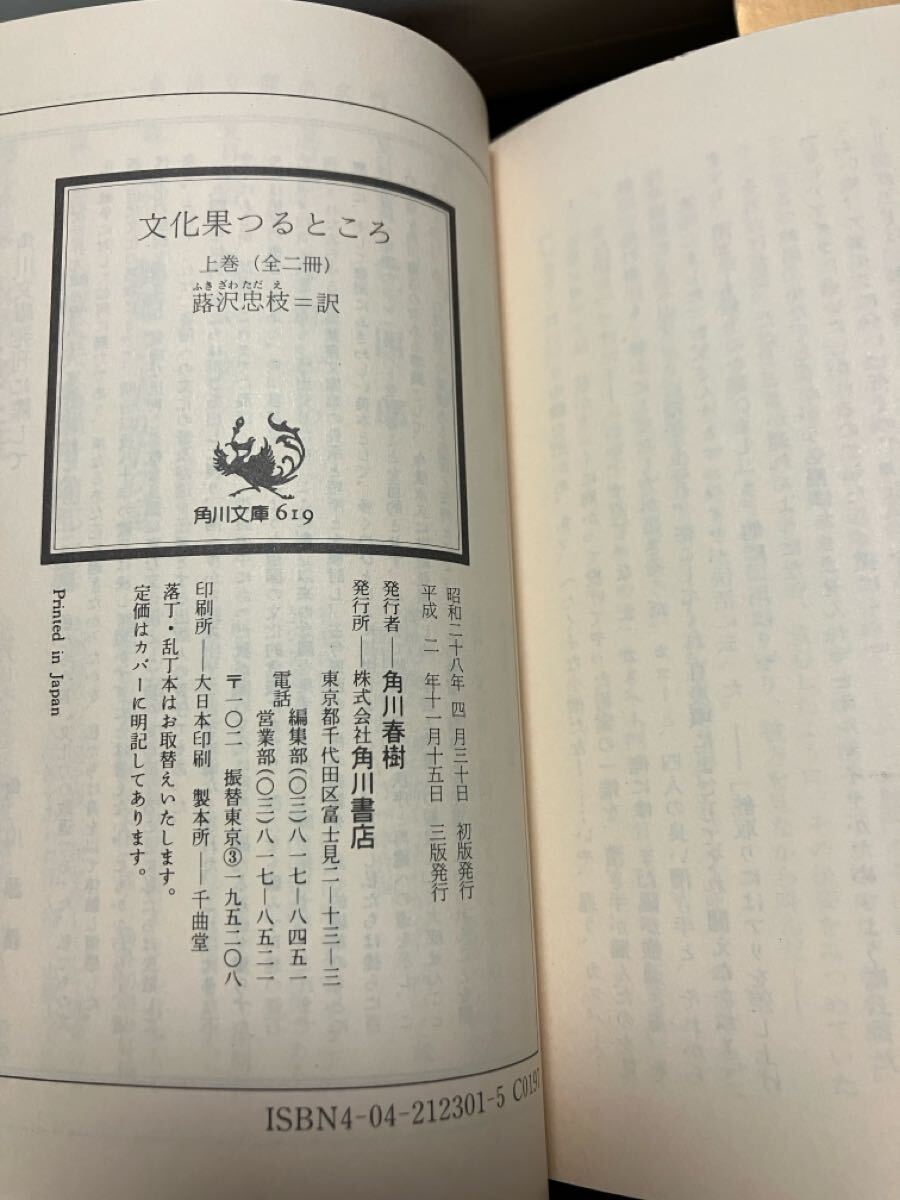 文化果つるところ
上巻（全二冊）
ふきざわただえ
蕗沢忠枝＝訳
角川文庫 619
昭和二十八年 四 月三十日 初版発行
平成 二 年十一月十五日 三版発行
発行者——角川春樹
発行所——株式会社角川書店
東京都千代田区富士見二ー十三ー三
電話 編集部(〇三)八一七ー八四五一
営業部(〇三)八一七ー八五二一
〒一〇二 振替東京③一九五二〇八
印刷所——大日本印刷 製本所——千曲堂
落丁・乱丁本はお取替えいたします。
定価はカバーに明記してあります。
Printed in Japan
ISBN4-04-212301-5 C0197